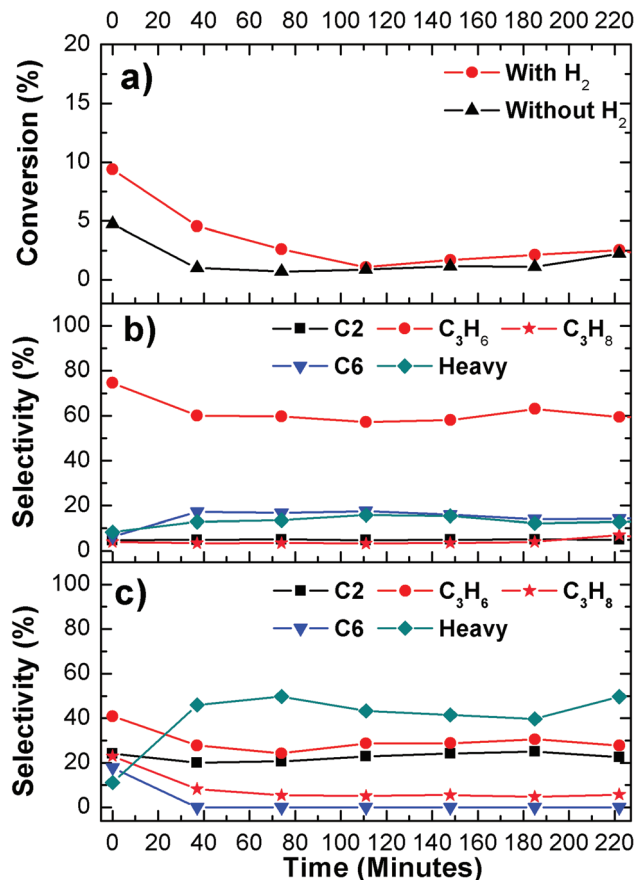 0 20 40 60 80 100 120 140 160 180 200 220
20
15
10
5
0
Conversion (%)
a)
With H₂
Without H₂
100
80
60
40
20
0
Selectivity (%)
b)
C2 C₃H₆ C₃H₈
C6 Heavy
100
80
60
40
20
0
Selectivity (%)
c)
C2 C₃H₆ C₃H₈
C6 Heavy
0 20 40 60 80 100 120 140 160 180 200 220
Time (Minutes)